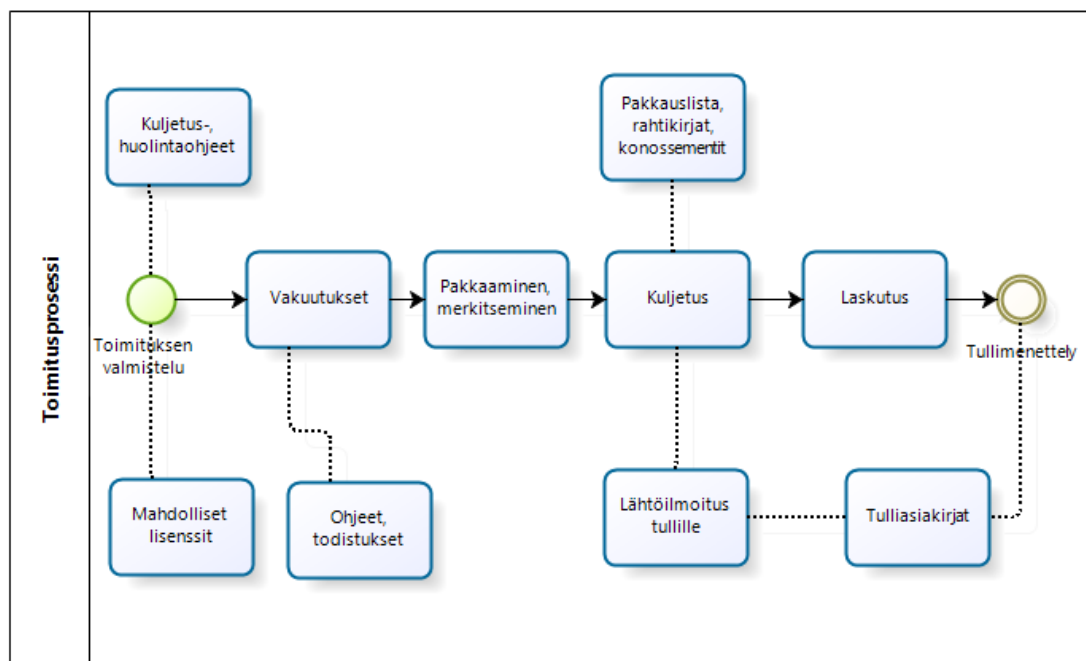 Toimitusprosessi
Kuljetus-,
huolintaohjeet
Pakkauslista,
rahtikirjat,
konossementit
Toimituksen
valmistelu
Vakuutukset
Pakkaaminen,
merkitseminen
Kuljetus
Laskutus
Tullimenettely
Mahdolliset
lisenssit
Ohjeet,
todistukset
Lähtöilmoitus
tullille
Tulliasiakirjat